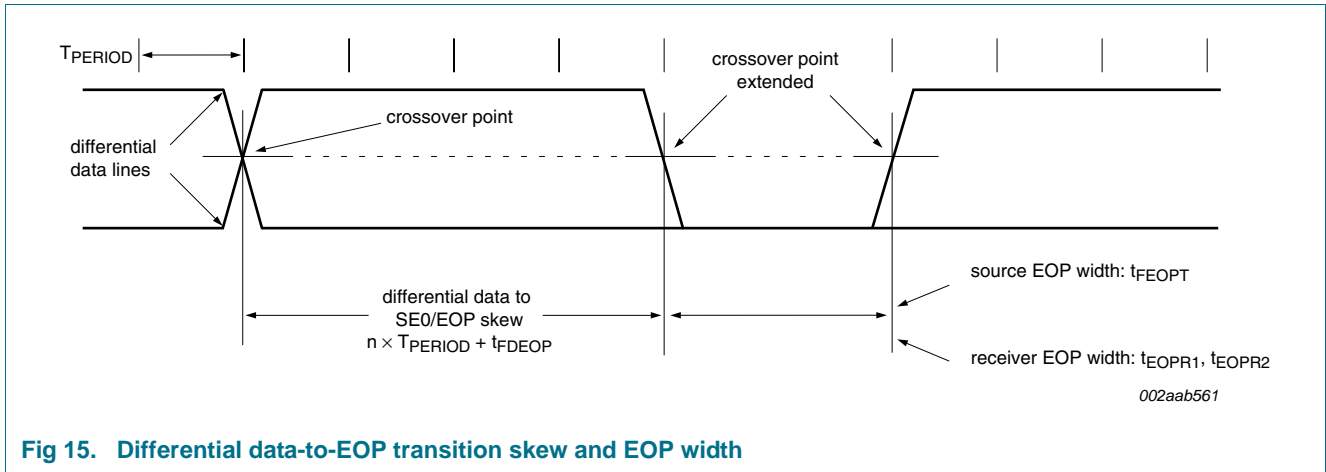 TPERIOD
crossover point
extended
crossover point
differential
data lines
source EOP width: tFEOPT
differential data to
SE0/EOP skew
n × TPERIOD + tFDEOP
receiver EOP width: tEOPR1, tEOPR2
002aab561
Fig 15. Differential data-to-EOP transition skew and EOP width